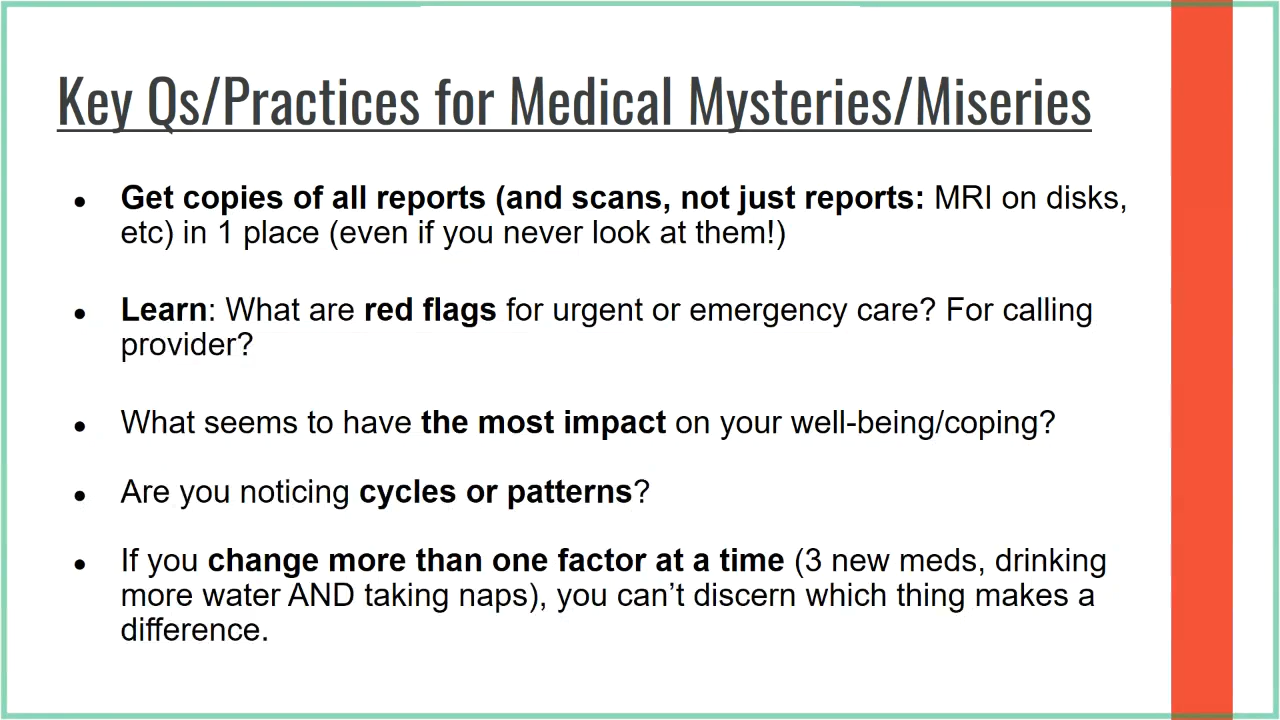 Key Qs/Practices for Medical Mysteries/Miseries
● Get copies of all reports (and scans, not just reports: MRI on disks,
etc) in 1 place (even if you never look at them!)
● Learn: What are red flags for urgent or emergency care? For calling
provider?
● What seems to have the most impact on your well-being/coping?
● Are you noticing cycles or patterns?
● If you change more than one factor at a time (3 new meds, drinking
more water AND taking naps), you can’t discern which thing makes a
difference.